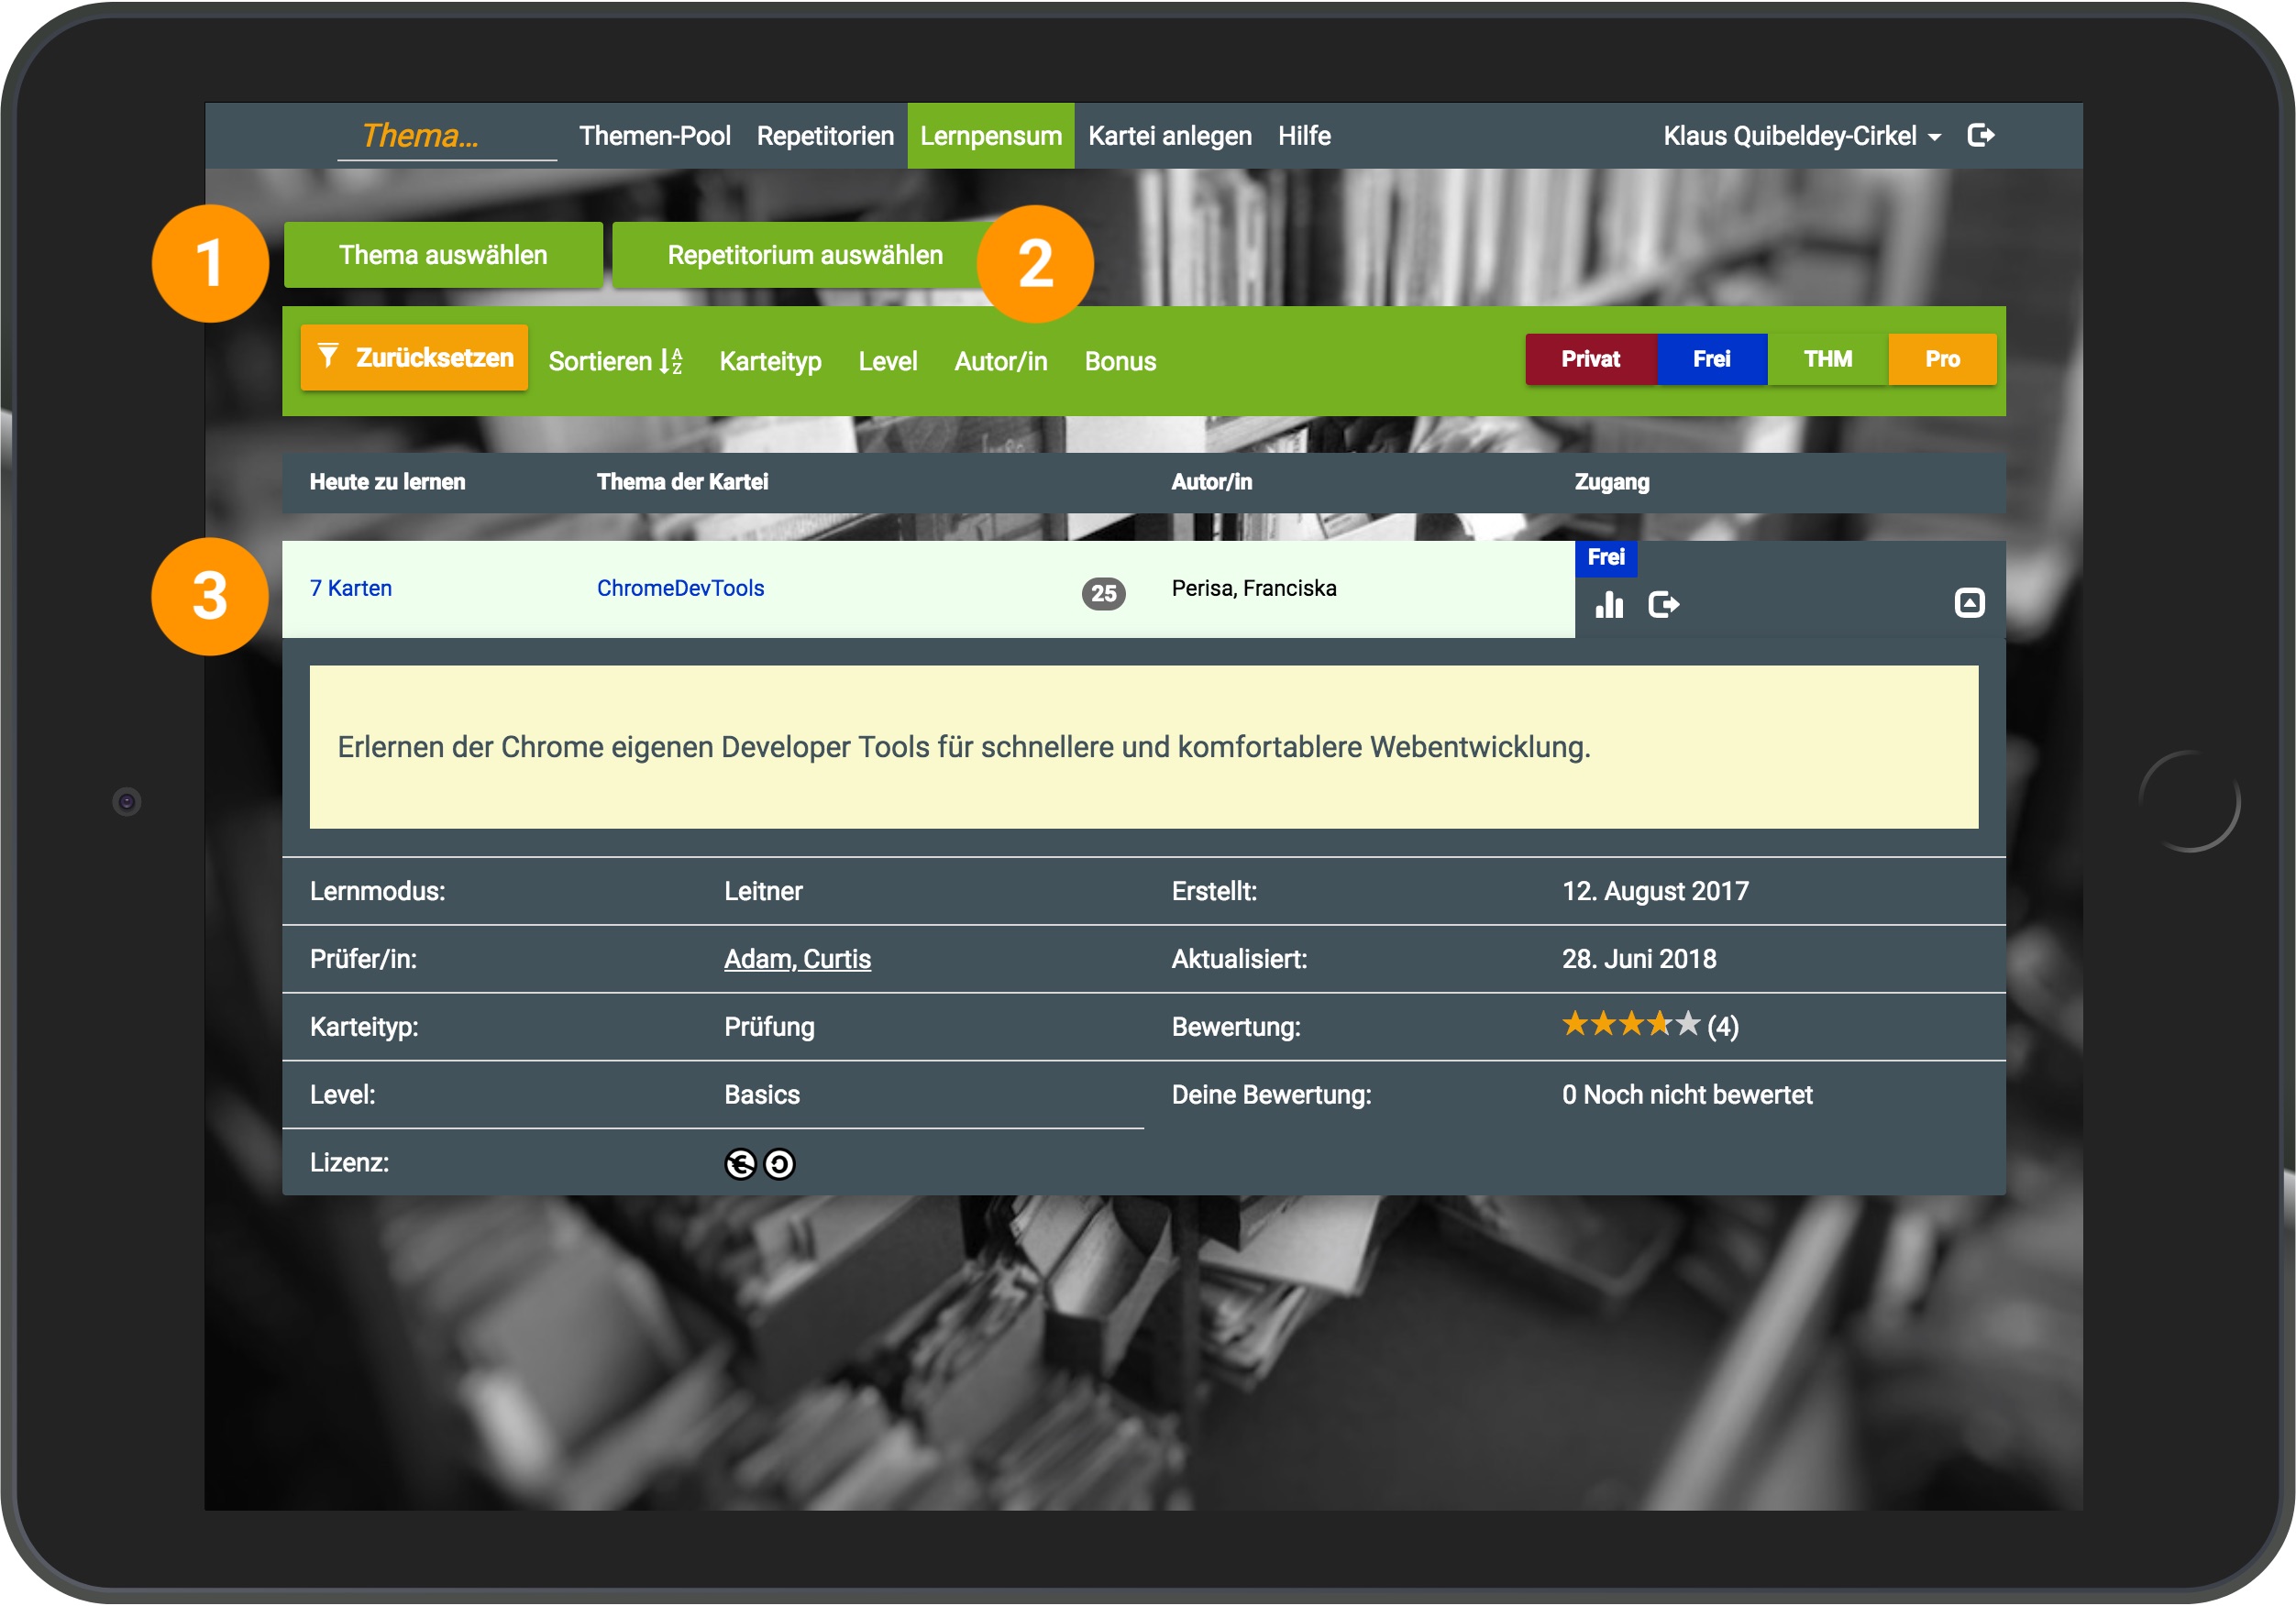 Thema... Themen-Pool Repetitorien Lernpensum Kartei anlegen Hilfe Klaus Quibeldey-Cirkel
1 Thema auswählen Repetitorium auswählen 2
Zurücksetzen Sortieren Karteityp Level Autor/in Bonus Privat Frei THM Pro
Heute zu lernen Thema der Kartei Autor/in Zugang
3 7 Karten ChromeDevTools 25 Perisa, Franciska Frei
Erlernen der Chrome eigenen Developer Tools für schnellere und komfortablere Webentwicklung.
Lernmodus: Leitner Erstellt: 12. August 2017
Prüfer/in: Adam, Curtis Aktualisiert: 28. Juni 2018
Karteityp: Prüfung Bewertung: (4)
Level: Basics Deine Bewertung: 0 Noch nicht bewertet
Lizenz: